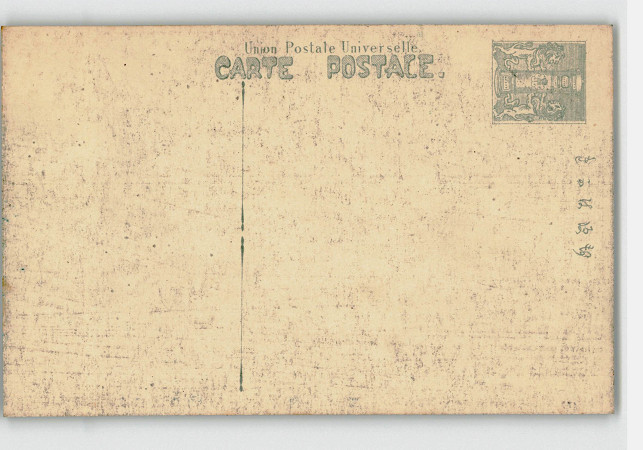 Union Postale Universelle.
CARTE POSTALE.